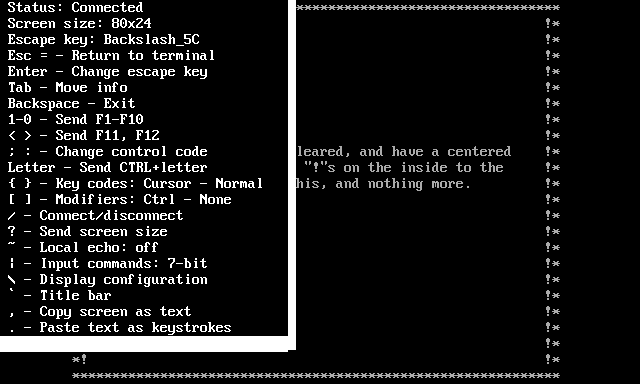 Status: Connected *********************************
Screen size: 80x24 !*
Escape key: Backslash_5C !*
Esc = - Return to terminal !*
Enter - Change escape key !*
Tab - Move info !*
Backspace - Exit !*
1-0 - Send F1-F10 !*
< > - Send F11, F12 !*
; : - Change control code leared, and have a centered !*
Letter - Send CTRL+letter "!"s on the inside to the !*
{ } - Key codes: Cursor - Normal his, and nothing more. !*
[ ] - Modifiers: Ctrl - None !*
/ - Connect/disconnect !*
? - Send screen size !*
~ - Local echo: off !*
| - Input commands: 7-bit !*
\ - Display configuration !*
` - Title bar !*
, - Copy screen as text !*
. - Paste text as keystrokes !*
!*
*! !*
*************************************************************